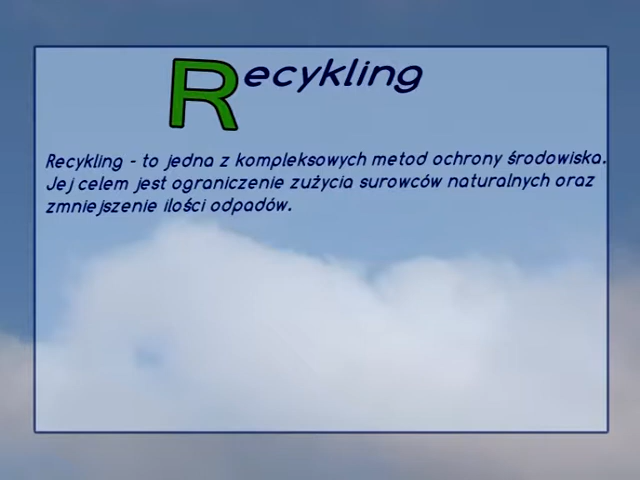 Recykling
Recykling - to jedna z kompleksowych metod ochrony środowiska.
Jej celem jest ograniczenie zużycia surowców naturalnych oraz
zmniejszenie ilości odpadów.